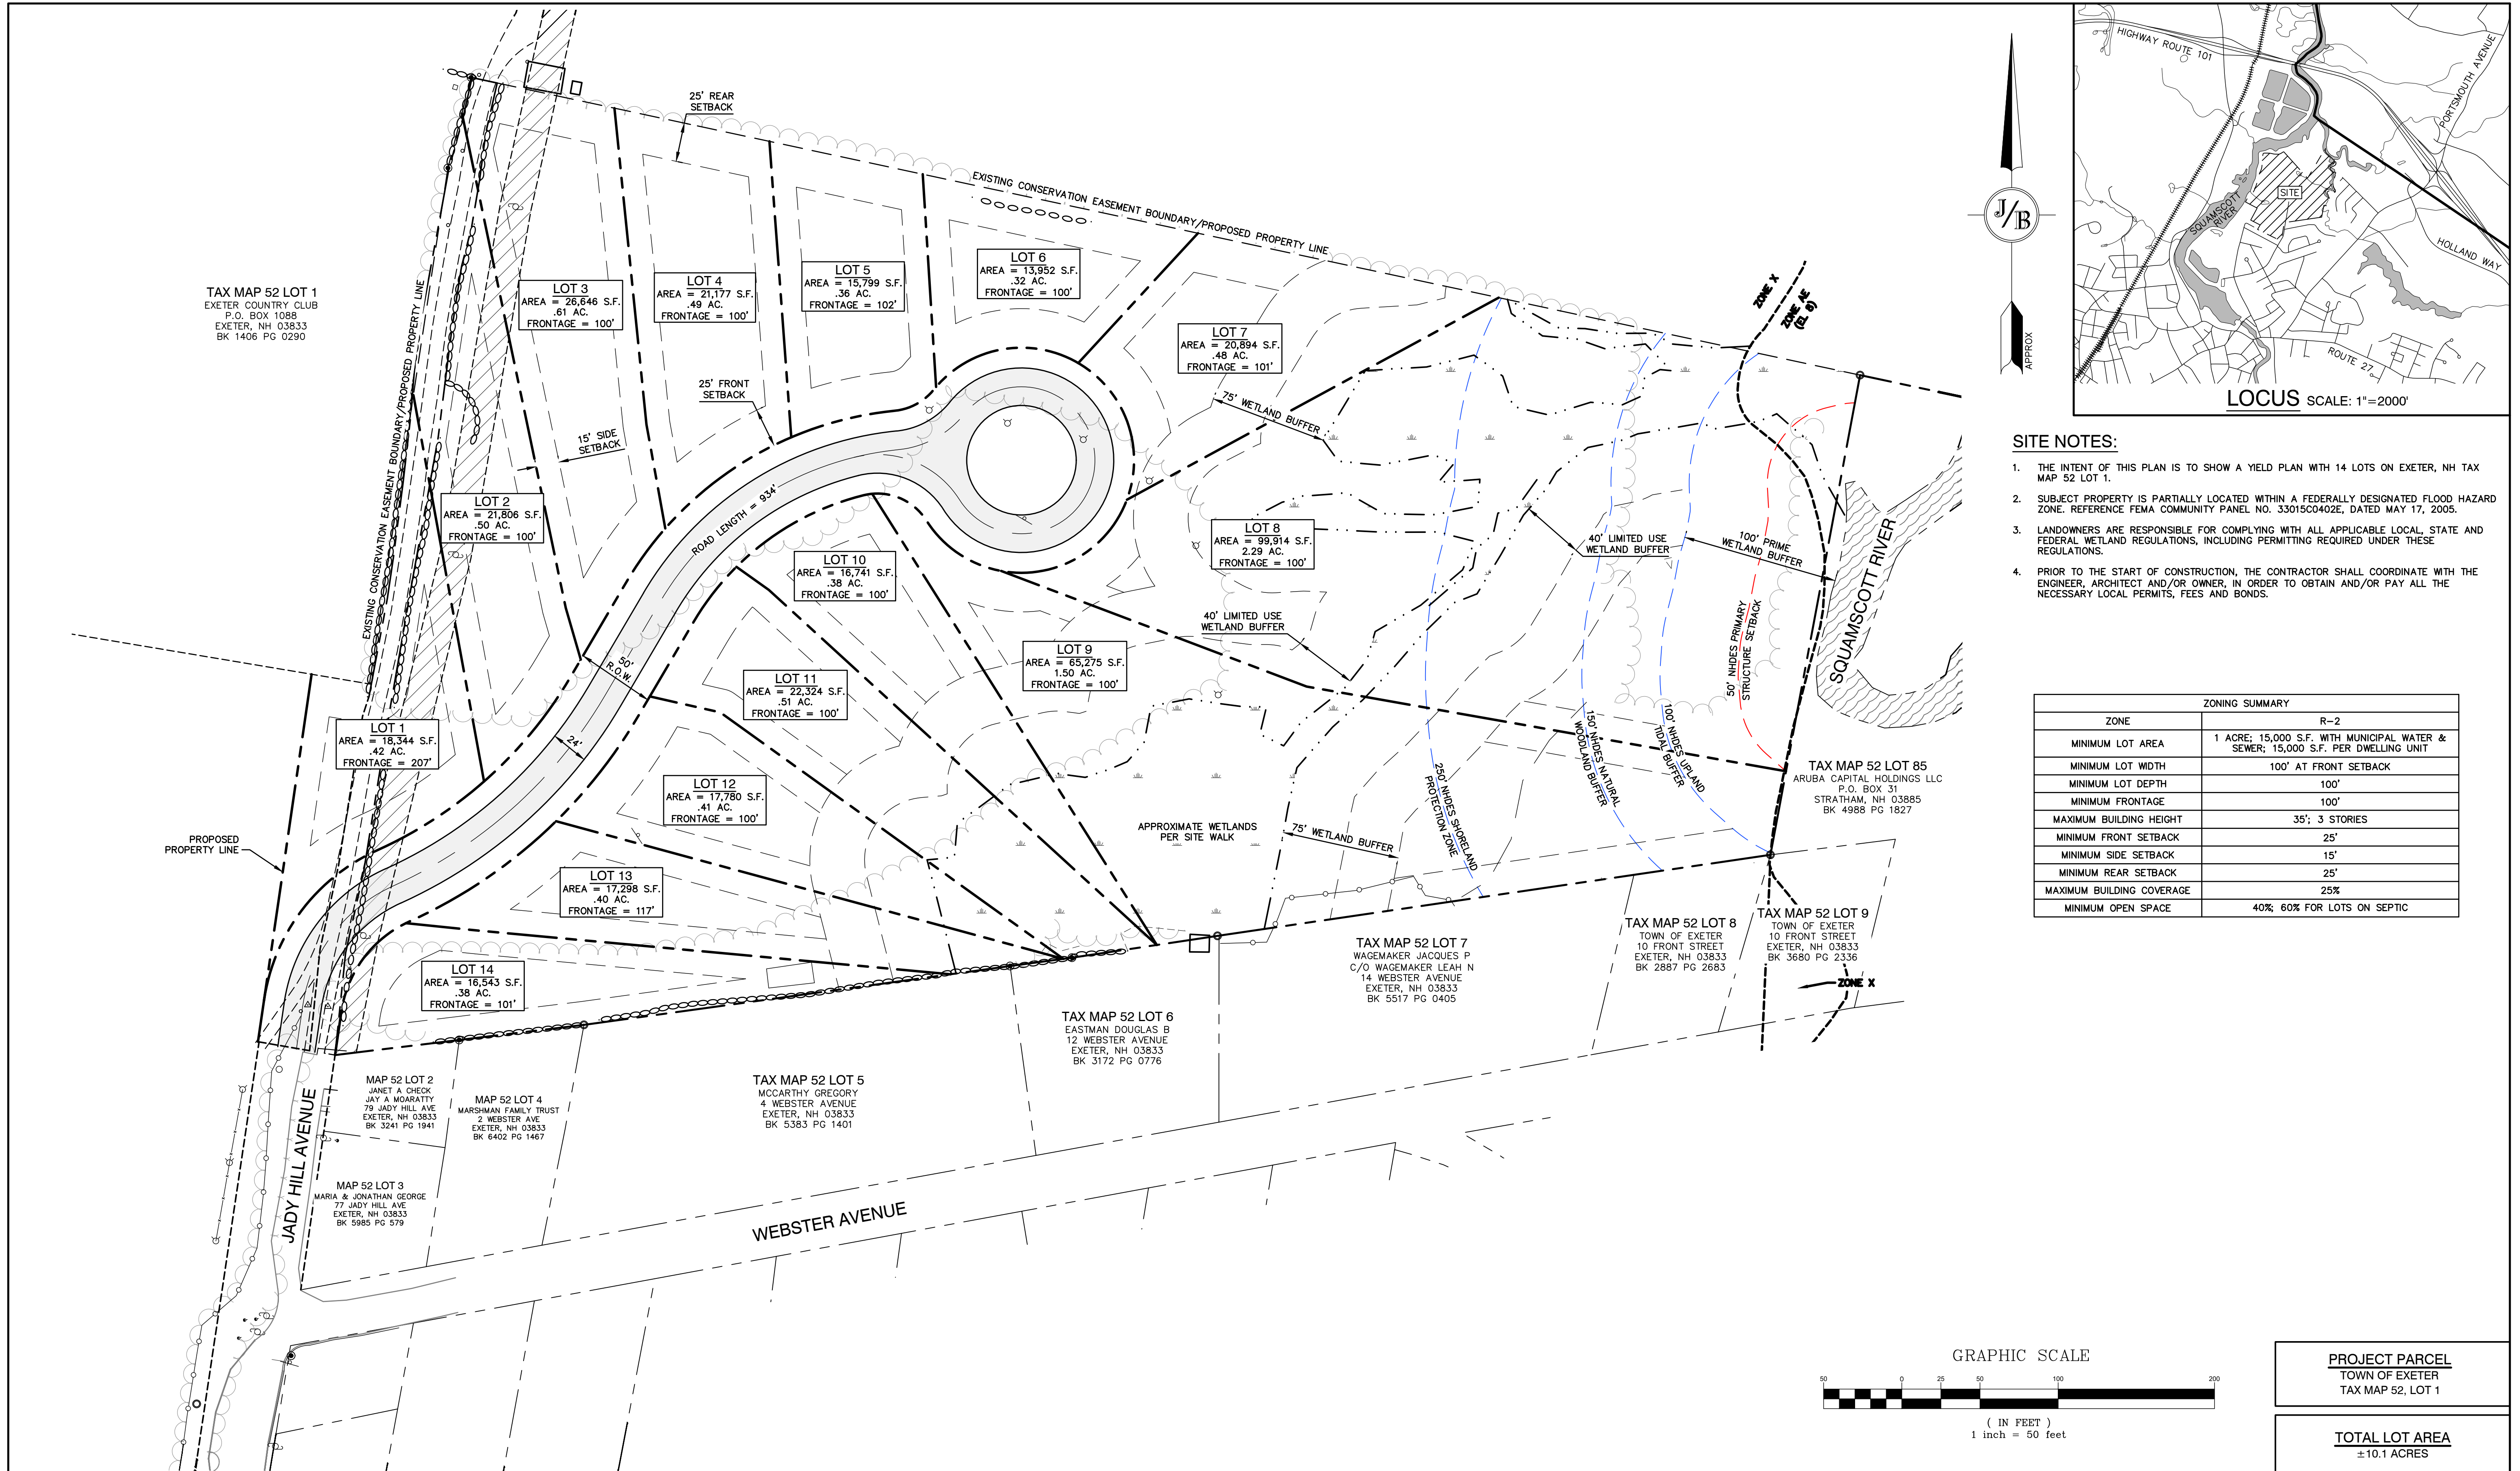 HIGHWAY ROUTE 101
PORTSMOUTH AVENUE
SITE
SQUAMSCOTT
RIVER
HOLLAND WAY
ROUTE 27
LOCUS SCALE: 1"=2000'
J/B
APPROX
25' REAR
SETBACK
EXISTING CONSERVATION EASEMENT BOUNDARY/PROPOSED PROPERTY LINE
EXISTING CONSERVATION EASEMENT BOUNDARY/PROPOSED PROPERTY LINE
TAX MAP 52 LOT 1
EXETER COUNTRY CLUB
P.O. BOX 1088
EXETER, NH 03833
BK 1406 PG 0290
LOT 3
AREA = 26,646 S.F.
.61 AC.
FRONTAGE = 100'
LOT 4
AREA = 21,177 S.F.
.49 AC.
FRONTAGE = 100'
LOT 5
AREA = 15,799 S.F.
.36 AC.
FRONTAGE = 102'
LOT 6
AREA = 13,952 S.F.
.32 AC.
FRONTAGE = 100'
LOT 7
AREA = 20,894 S.F.
.48 AC.
FRONTAGE = 101'
ZONE X
ZONE AE
(EL 8)
25' FRONT
SETBACK
15' SIDE
SETBACK
75' WETLAND BUFFER
LOT 2
AREA = 21,806 S.F.
.50 AC.
FRONTAGE = 100'
ROAD LENGTH = 934'
LOT 8
AREA = 99,914 S.F.
2.29 AC.
FRONTAGE = 100'
40' LIMITED USE
WETLAND BUFFER
100' PRIME
WETLAND BUFFER
SQUAMSCOTT RIVER
LOT 10
AREA = 16,741 S.F.
.38 AC.
FRONTAGE = 100'
40' LIMITED USE
WETLAND BUFFER
50' NHDES PRIMARY
STRUCTURE SETBACK
50'
R.O.W.
LOT 9
AREA = 65,275 S.F.
1.50 AC.
FRONTAGE = 100'
LOT 11
AREA = 22,324 S.F.
.51 AC.
FRONTAGE = 100'
LOT 1
AREA = 18,344 S.F.
.42 AC.
FRONTAGE = 207'
24'
LOT 12
AREA = 17,780 S.F.
.41 AC.
FRONTAGE = 100'
250' NHDES SHORELAND
PROTECTION ZONE
150' NHDES NATURAL
WOODLAND BUFFER
100' NHDES UPLAND
TIDAL BUFFER
TAX MAP 52 LOT 85
ARUBA CAPITAL HOLDINGS LLC
P.O. BOX 31
STRATHAM, NH 03885
BK 4988 PG 1827
PROPOSED
PROPERTY LINE
APPROXIMATE WETLANDS
PER SITE WALK
75' WETLAND BUFFER
LOT 13
AREA = 17,298 S.F.
.40 AC.
FRONTAGE = 117'
LOT 14
AREA = 16,543 S.F.
.38 AC.
FRONTAGE = 101'
TAX MAP 52 LOT 7
WAGEMAKER JACQUES P
C/O WAGEMAKER LEAH N
14 WEBSTER AVENUE
EXETER, NH 03833
BK 5517 PG 0405
TAX MAP 52 LOT 8
TOWN OF EXETER
10 FRONT STREET
EXETER, NH 03833
BK 2887 PG 2683
TAX MAP 52 LOT 9
TOWN OF EXETER
10 FRONT STREET
EXETER, NH 03833
BK 3680 PG 2336
ZONE X
TAX MAP 52 LOT 6
EASTMAN DOUGLAS B
12 WEBSTER AVENUE
EXETER, NH 03833
BK 3172 PG 0776
TAX MAP 52 LOT 5
MCCARTHY GREGORY
4 WEBSTER AVENUE
EXETER, NH 03833
BK 5383 PG 1401
MAP 52 LOT 2
JANET A CHECK
JAY A MOARATTY
79 JADY HILL AVE
EXETER, NH 03833
BK 3241 PG 1941
MAP 52 LOT 4
MARSHMAN FAMILY TRUST
2 WEBSTER AVE
EXETER, NH 03833
BK 6402 PG 1467
MAP 52 LOT 3
MARIA & JONATHAN GEORGE
77 JADY HILL AVE
EXETER, NH 03833
BK 5985 PG 579
JADY HILL AVENUE
WEBSTER AVENUE
SITE NOTES:
1. THE INTENT OF THIS PLAN IS TO SHOW A YIELD PLAN WITH 14 LOTS ON EXETER, NH TAX
MAP 52 LOT 1.
2. SUBJECT PROPERTY IS PARTIALLY LOCATED WITHIN A FEDERALLY DESIGNATED FLOOD HAZARD
ZONE. REFERENCE FEMA COMMUNITY PANEL NO. 33015C0402E, DATED MAY 17, 2005.
3. LANDOWNERS ARE RESPONSIBLE FOR COMPLYING WITH ALL APPLICABLE LOCAL, STATE AND
FEDERAL WETLAND REGULATIONS, INCLUDING PERMITTING REQUIRED UNDER THESE
REGULATIONS.
4. PRIOR TO THE START OF CONSTRUCTION, THE CONTRACTOR SHALL COORDINATE WITH THE
ENGINEER, ARCHITECT AND/OR OWNER, IN ORDER TO OBTAIN AND/OR PAY ALL THE
NECESSARY LOCAL PERMITS, FEES AND BONDS.
ZONING SUMMARY
ZONE R-2
MINIMUM LOT AREA 1 ACRE; 15,000 S.F. WITH MUNICIPAL WATER &
SEWER; 15,000 S.F. PER DWELLING UNIT
MINIMUM LOT WIDTH 100' AT FRONT SETBACK
MINIMUM LOT DEPTH 100'
MINIMUM FRONTAGE 100'
MAXIMUM BUILDING HEIGHT 35'; 3 STORIES
MINIMUM FRONT SETBACK 25'
MINIMUM SIDE SETBACK 15'
MINIMUM REAR SETBACK 25'
MAXIMUM BUILDING COVERAGE 25%
MINIMUM OPEN SPACE 40%; 60% FOR LOTS ON SEPTIC
GRAPHIC SCALE
50 0 25 50 100 200
( IN FEET )
1 inch = 50 feet
PROJECT PARCEL
TOWN OF EXETER
TAX MAP 52, LOT 1
TOTAL LOT AREA
±10.1 ACRES